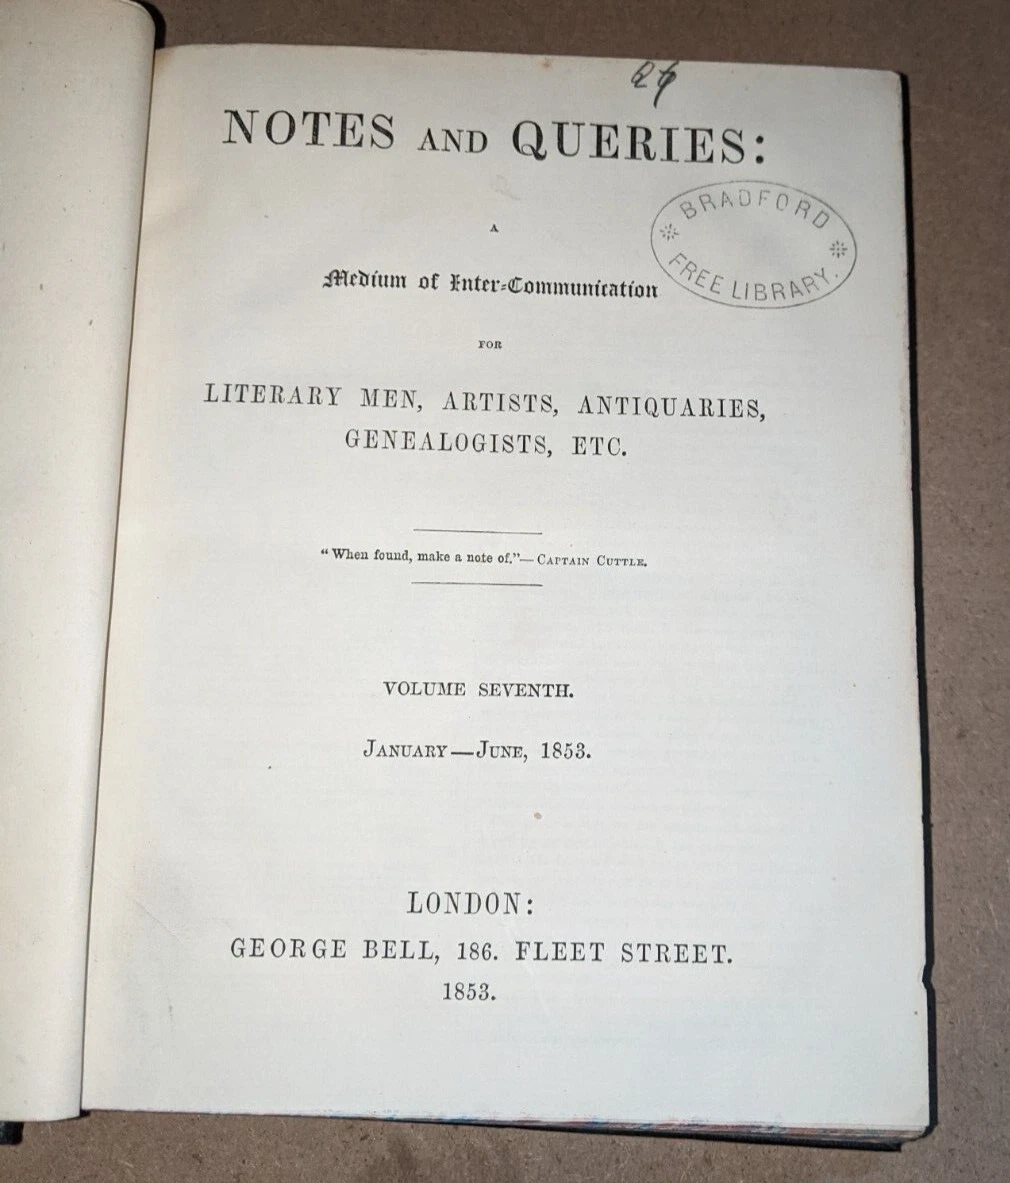 NOTES AND QUERIES:
BRADFORD
FREE LIBRARY.
A
Medium of Inter-Communication
FOR
LITERARY MEN, ARTISTS, ANTIQUARIES,
GENEALOGISTS, ETC.
“When found, make a note of.”—CAPTAIN CUTTLE.
VOLUME SEVENTH.
JANUARY—JUNE, 1853.
LONDON:
GEORGE BELL, 186. FLEET STREET.
1853.